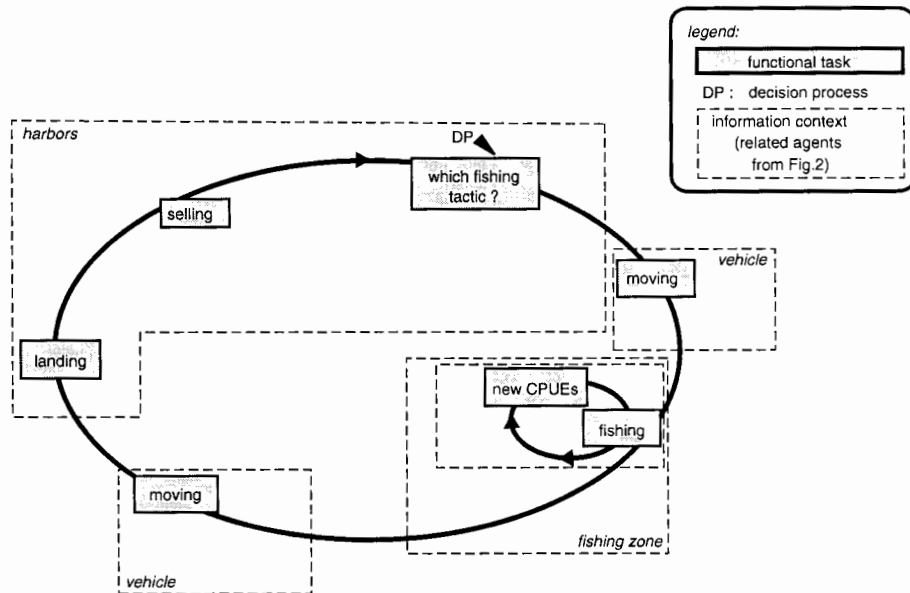 legend:
functional task
DP : decision process
information context
(related agents
from Fig.2)
harbors
DP
which fishing
tactic ?
selling
vehicle
moving
landing
new CPUEs
fishing
moving
fishing zone
vehicle